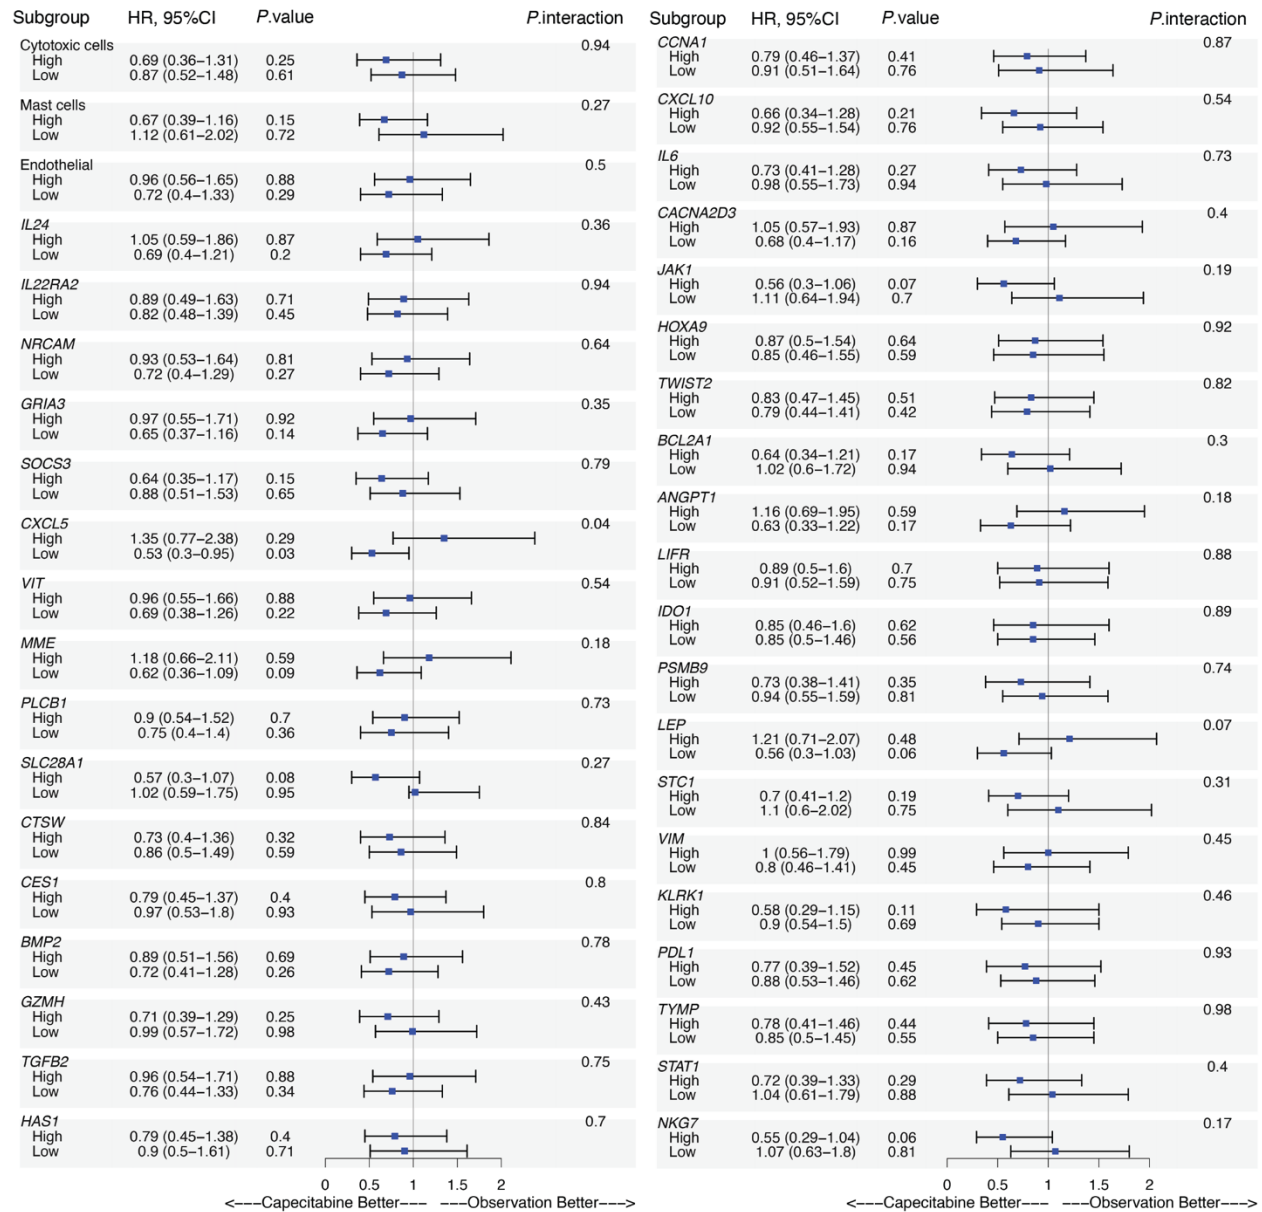 Subgroup HR, 95%CI P.value P.interaction
Cytotoxic cells 0.94
High 0.69 (0.36–1.31) 0.25
Low 0.87 (0.52–1.48) 0.61
Mast cells 0.27
High 0.67 (0.39–1.16) 0.15
Low 1.12 (0.61–2.02) 0.72
Endothelial 0.5
High 0.96 (0.56–1.65) 0.88
Low 0.72 (0.4–1.33) 0.29
IL24 0.36
High 1.05 (0.59–1.86) 0.87
Low 0.69 (0.4–1.21) 0.2
IL22RA2 0.94
High 0.89 (0.49–1.63) 0.71
Low 0.82 (0.48–1.39) 0.45
NRCAM 0.64
High 0.93 (0.53–1.64) 0.81
Low 0.72 (0.4–1.29) 0.27
GRIA3 0.35
High 0.97 (0.55–1.71) 0.92
Low 0.65 (0.37–1.16) 0.14
SOCS3 0.79
High 0.64 (0.35–1.17) 0.15
Low 0.88 (0.51–1.53) 0.65
CXCL5 0.04
High 1.35 (0.77–2.38) 0.29
Low 0.53 (0.3–0.95) 0.03
VIT 0.54
High 0.96 (0.55–1.66) 0.88
Low 0.69 (0.38–1.26) 0.22
MME 0.18
High 1.18 (0.66–2.11) 0.59
Low 0.62 (0.36–1.09) 0.09
PLCB1 0.73
High 0.9 (0.54–1.52) 0.7
Low 0.75 (0.4–1.4) 0.36
SLC28A1 0.27
High 0.57 (0.3–1.07) 0.08
Low 1.02 (0.59–1.75) 0.95
CTSW 0.84
High 0.73 (0.4–1.36) 0.32
Low 0.86 (0.5–1.49) 0.59
CES1 0.8
High 0.79 (0.45–1.37) 0.4
Low 0.97 (0.53–1.8) 0.93
BMP2 0.78
High 0.89 (0.51–1.56) 0.69
Low 0.72 (0.41–1.28) 0.26
GZMH 0.43
High 0.71 (0.39–1.29) 0.25
Low 0.99 (0.57–1.72) 0.98
TGFB2 0.75
High 0.96 (0.54–1.71) 0.88
Low 0.76 (0.44–1.33) 0.34
HAS1 0.7
High 0.79 (0.45–1.38) 0.4
Low 0.9 (0.5–1.61) 0.71
0 0.5 1 1.5 2
<---Capecitabine Better--- ---Observation Better--->
Subgroup HR, 95%CI P.value P.interaction
CCNA1 0.87
High 0.79 (0.46–1.37) 0.41
Low 0.91 (0.51–1.64) 0.76
CXCL10 0.54
High 0.66 (0.34–1.28) 0.21
Low 0.92 (0.55–1.54) 0.76
IL6 0.73
High 0.73 (0.41–1.28) 0.27
Low 0.98 (0.55–1.73) 0.94
CACNA2D3 0.4
High 1.05 (0.57–1.93) 0.87
Low 0.68 (0.4–1.17) 0.16
JAK1 0.19
High 0.56 (0.3–1.06) 0.07
Low 1.11 (0.64–1.94) 0.7
HOXA9 0.92
High 0.87 (0.5–1.54) 0.64
Low 0.85 (0.46–1.55) 0.59
TWIST2 0.82
High 0.83 (0.47–1.45) 0.51
Low 0.79 (0.44–1.41) 0.42
BCL2A1 0.3
High 0.64 (0.34–1.21) 0.17
Low 1.02 (0.6–1.72) 0.94
ANGPT1 0.18
High 1.16 (0.69–1.95) 0.59
Low 0.63 (0.33–1.22) 0.17
LIFR 0.88
High 0.89 (0.5–1.6) 0.7
Low 0.91 (0.52–1.59) 0.75
IDO1 0.89
High 0.85 (0.46–1.6) 0.62
Low 0.85 (0.5–1.46) 0.56
PSMB9 0.74
High 0.73 (0.38–1.41) 0.35
Low 0.94 (0.55–1.59) 0.81
LEP 0.07
High 1.21 (0.71–2.07) 0.48
Low 0.56 (0.3–1.03) 0.06
STC1 0.31
High 0.7 (0.41–1.2) 0.19
Low 1.1 (0.6–2.02) 0.75
VIM 0.45
High 1 (0.56–1.79) 0.99
Low 0.8 (0.46–1.41) 0.45
KLRK1 0.46
High 0.58 (0.29–1.15) 0.11
Low 0.9 (0.54–1.5) 0.69
PDL1 0.93
High 0.77 (0.39–1.52) 0.45
Low 0.88 (0.53–1.46) 0.62
TYMP 0.98
High 0.78 (0.41–1.46) 0.44
Low 0.85 (0.5–1.45) 0.55
STAT1 0.4
High 0.72 (0.39–1.33) 0.29
Low 1.04 (0.61–1.79) 0.88
NKG7 0.17
High 0.55 (0.29–1.04) 0.06
Low 1.07 (0.63–1.8) 0.81
0 0.5 1 1.5 2
<---Capecitabine Better--- ---Observation Better--->